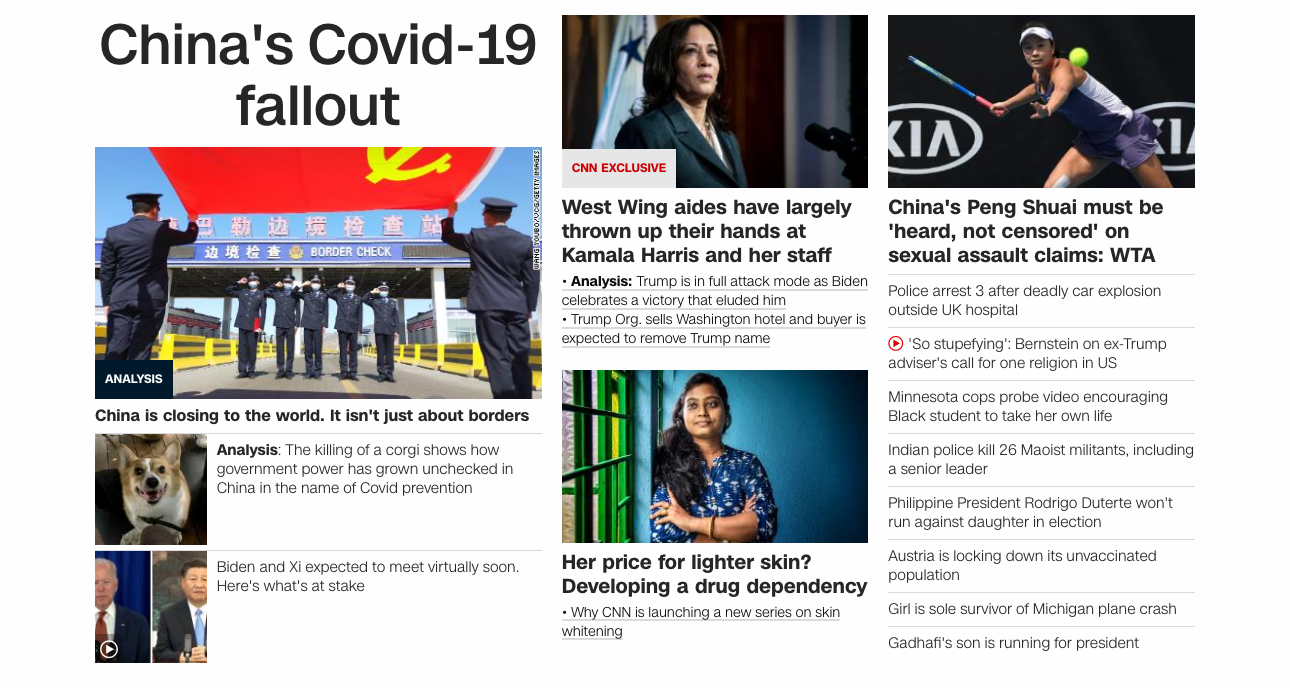 China's Covid-19
fallout
WANG YOUBO/VCG/GETTY IMAGES
巴勒边境检查站
边境检查 BORDER CHECK
ANALYSIS
China is closing to the world. It isn't just about borders
Analysis: The killing of a corgi shows how
government power has grown unchecked in
China in the name of Covid prevention
Biden and Xi expected to meet virtually soon.
Here's what's at stake
CNN EXCLUSIVE
West Wing aides have largely
thrown up their hands at
Kamala Harris and her staff
• Analysis: Trump is in full attack mode as Biden
celebrates a victory that eluded him
• Trump Org. sells Washington hotel and buyer is
expected to remove Trump name
Her price for lighter skin?
Developing a drug dependency
• Why CNN is launching a new series on skin
whitening
KIA
KIA
China's Peng Shuai must be
'heard, not censored' on
sexual assault claims: WTA
Police arrest 3 after deadly car explosion
outside UK hospital
'So stupefying': Bernstein on ex-Trump
adviser's call for one religion in US
Minnesota cops probe video encouraging
Black student to take her own life
Indian police kill 26 Maoist militants, including
a senior leader
Philippine President Rodrigo Duterte won't
run against daughter in election
Austria is locking down its unvaccinated
population
Girl is sole survivor of Michigan plane crash
Gadhafi's son is running for president